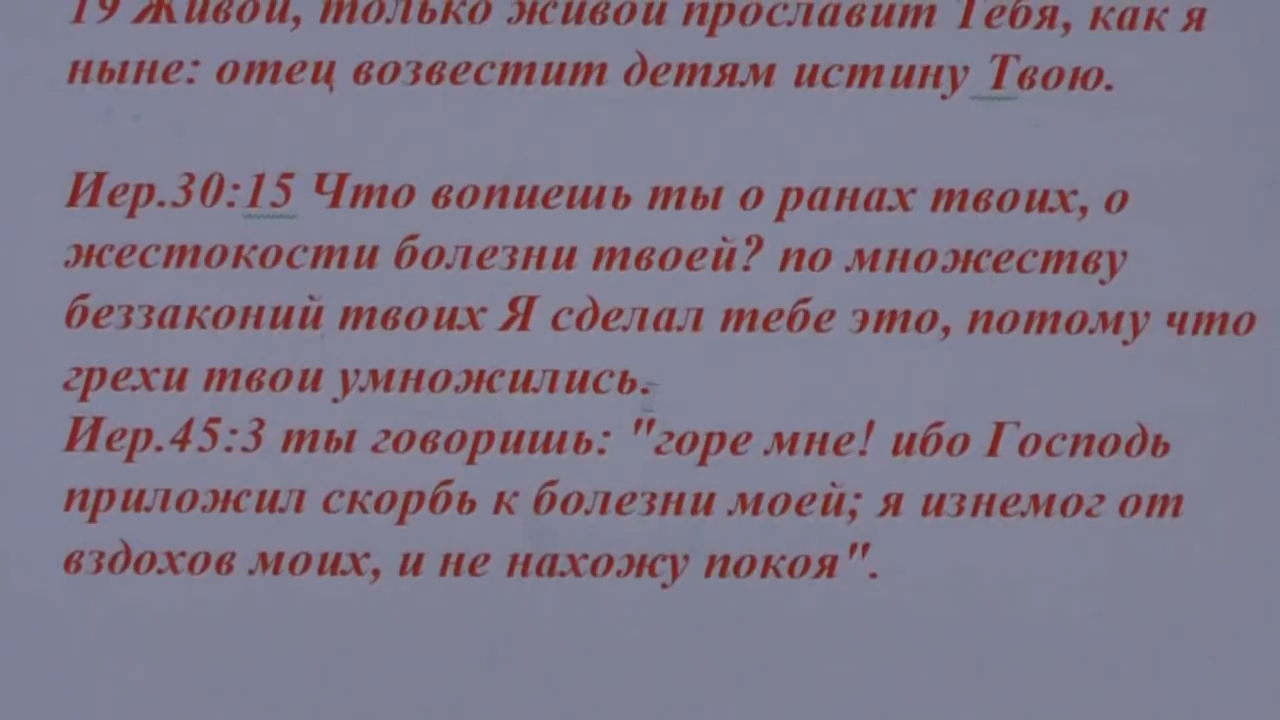 19 Живой, только живой прославит Тебя, как я
ныне: отец возвестит детям истину Твою.
Иер.30:15 Что вопиешь ты о ранах твоих, о
жестокости болезни твоей? по множеству
беззаконий твоих Я сделал тебе это, потому что
грехи твои умножились.
Иер.45:3 ты говоришь: "горе мне! ибо Господь
приложил скорбь к болезни моей; я изнемог от
вздохов моих, и не нахожу покоя".